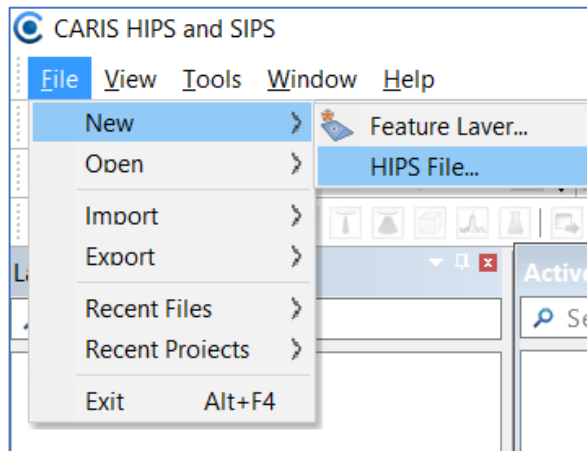 CARIS HIPS and SIPS
File View Tools Window Help
New
Feature Layer...
Open
HIPS File...
Import
Export
Active
Recent Files
Se
Recent Projects
Exit Alt+F4